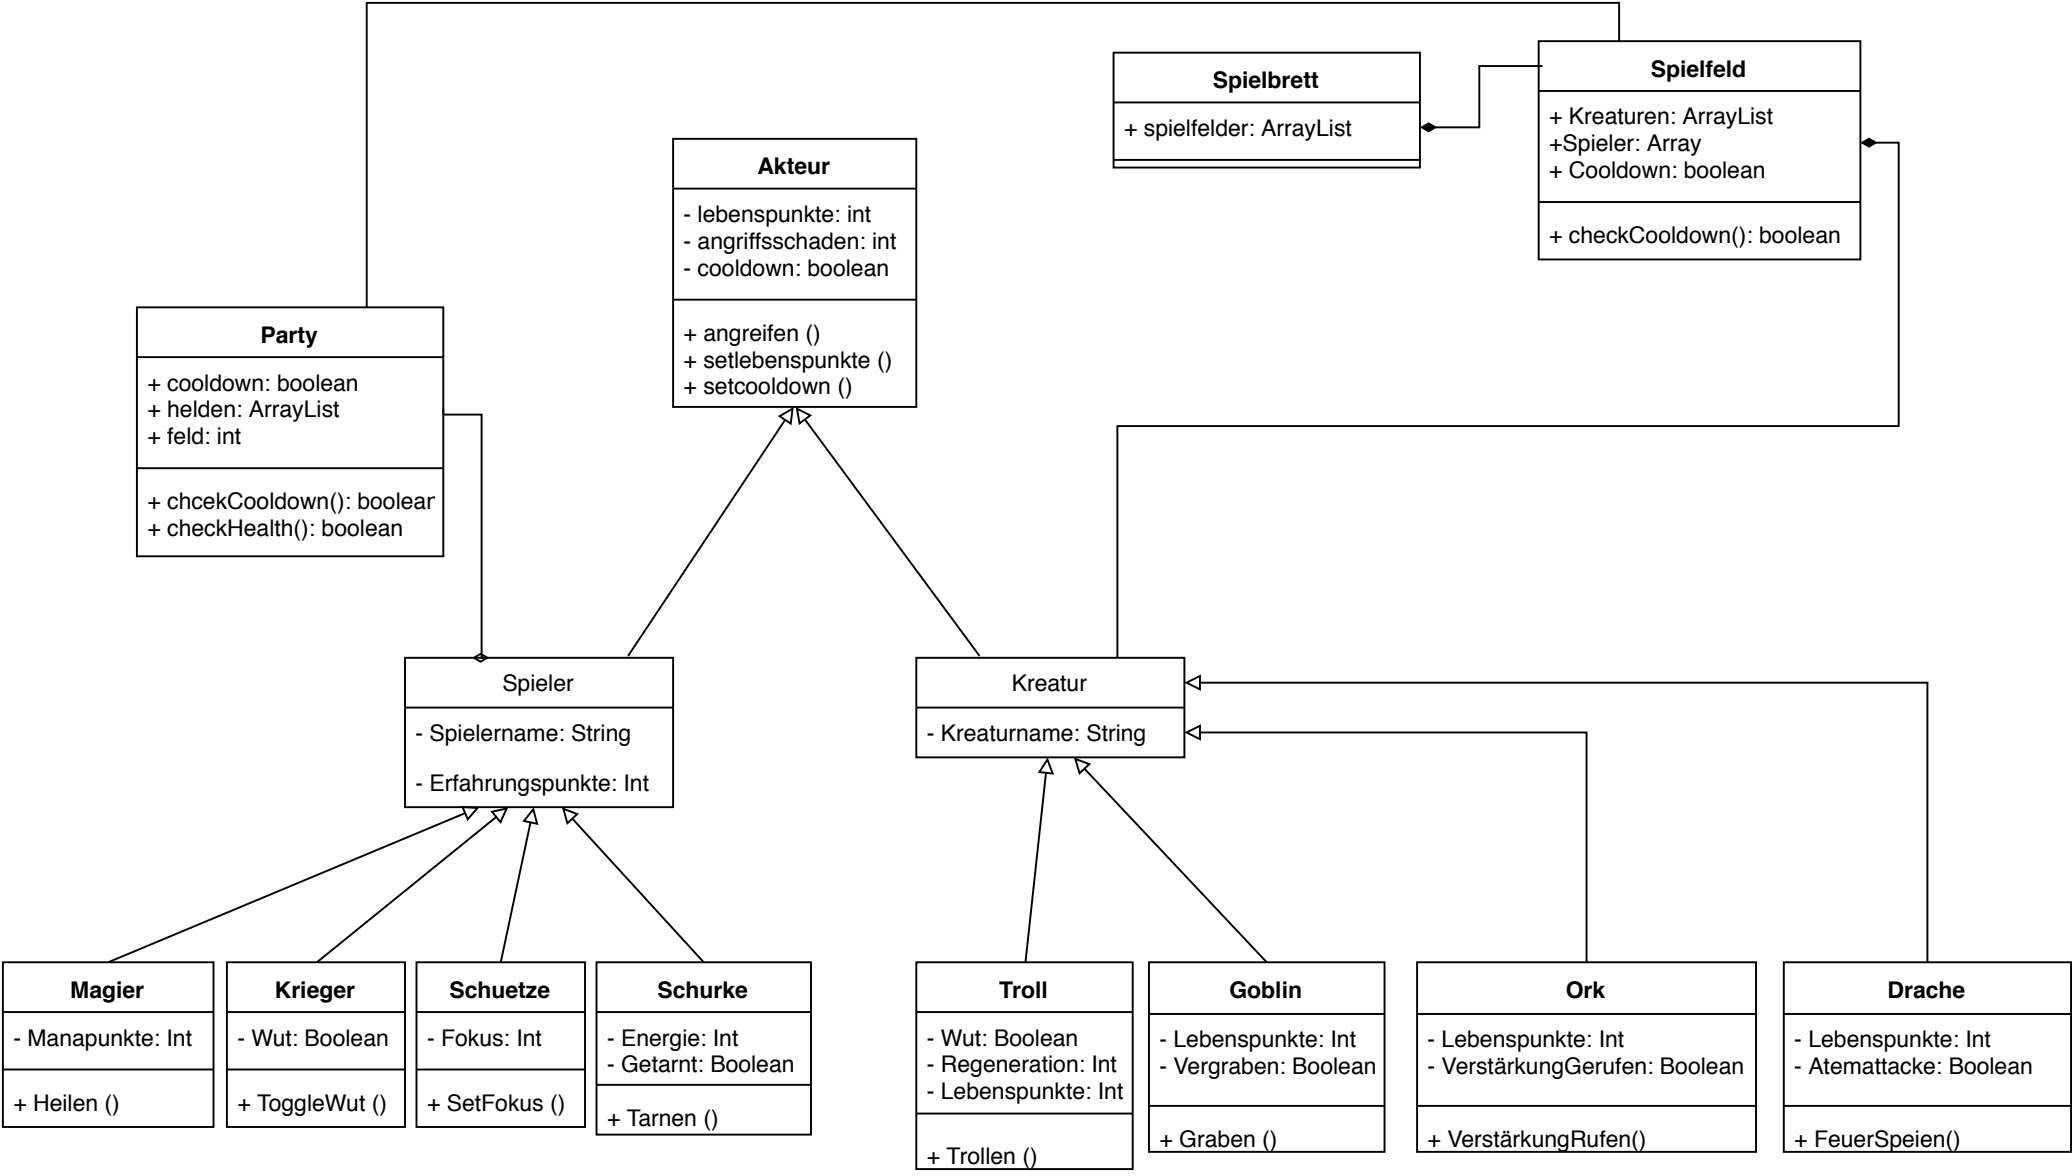 Spielbrett
+ spielfelder: ArrayList
Spielfeld
+ Kreaturen: ArrayList
+Spieler: Array
+ Cooldown: boolean
+ checkCooldown(): boolean
Akteur
- lebenspunkte: int
- angriffsschaden: int
- cooldown: boolean
+ angreifen ()
+ setlebenspunkte ()
+ setcooldown ()
Party
+ cooldown: boolean
+ helden: ArrayList
+ feld: int
+ chcekCooldown(): boolean
+ checkHealth(): boolean
Spieler
- Spielername: String
- Erfahrungspunkte: Int
Kreatur
- Kreaturname: String
Magier
- Manapunkte: Int
+ Heilen ()
Krieger
- Wut: Boolean
+ ToggleWut ()
Schuetze
- Fokus: Int
+ SetFokus ()
Schurke
- Energie: Int
- Getarnt: Boolean
+ Tarnen ()
Troll
- Wut: Boolean
- Regeneration: Int
- Lebenspunkte: Int
+ Trollen ()
Goblin
- Lebenspunkte: Int
- Vergraben: Boolean
+ Graben ()
Ork
- Lebenspunkte: Int
- VerstärkungGerufen: Boolean
+ VerstärkungRufen()
Drache
- Lebenspunkte: Int
- Atemattacke: Boolean
+ FeuerSpeien()